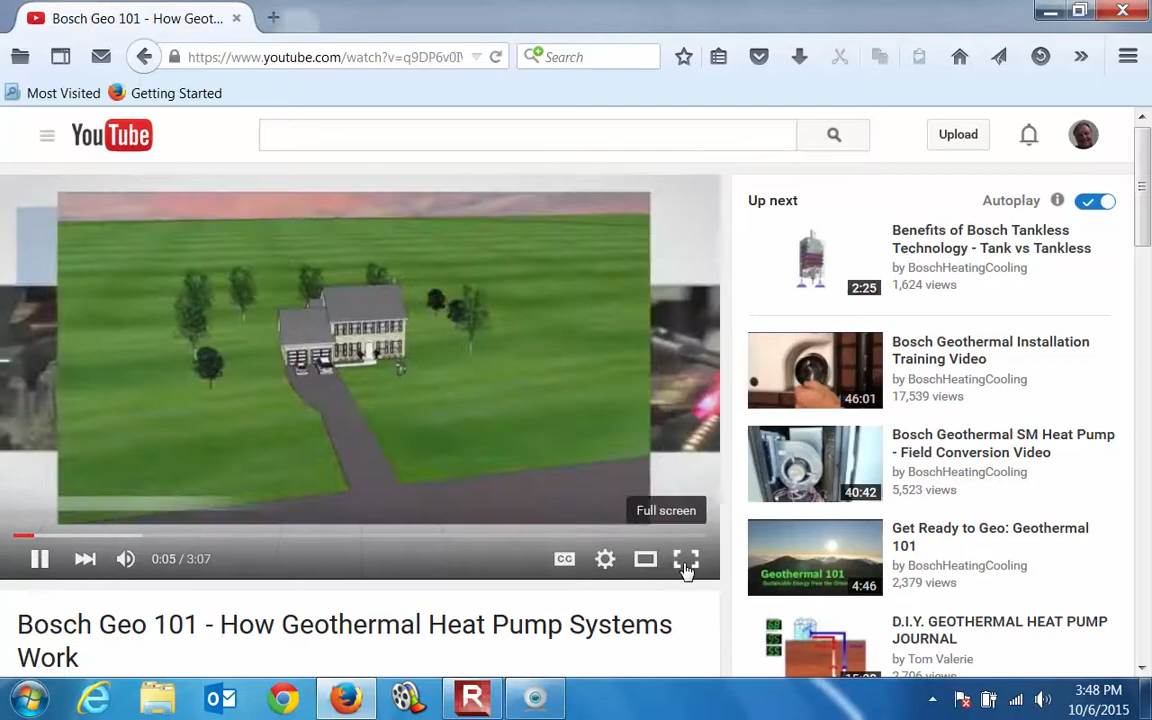 Bosch Geo 101 - How Geot...
https://www.youtube.com/watch?v=q9DP6v0I
Search
Most Visited
Getting Started
YouTube
Upload
Up next
Autoplay
Benefits of Bosch Tankless
Technology - Tank vs Tankless
by BoschHeatingCooling
1,624 views
2:25
Bosch Geothermal Installation
Training Video
by BoschHeatingCooling
17,539 views
46:01
Bosch Geothermal SM Heat Pump
- Field Conversion Video
by BoschHeatingCooling
5,523 views
40:42
Get Ready to Geo: Geothermal
101
by BoschHeatingCooling
2,379 views
Geothermal 101
4:46
D.I.Y. GEOTHERMAL HEAT PUMP
JOURNAL
by Tom Valerie
Full screen
0:05 / 3:07
CC
Bosch Geo 101 - How Geothermal Heat Pump Systems
Work
3:48 PM
10/6/2015